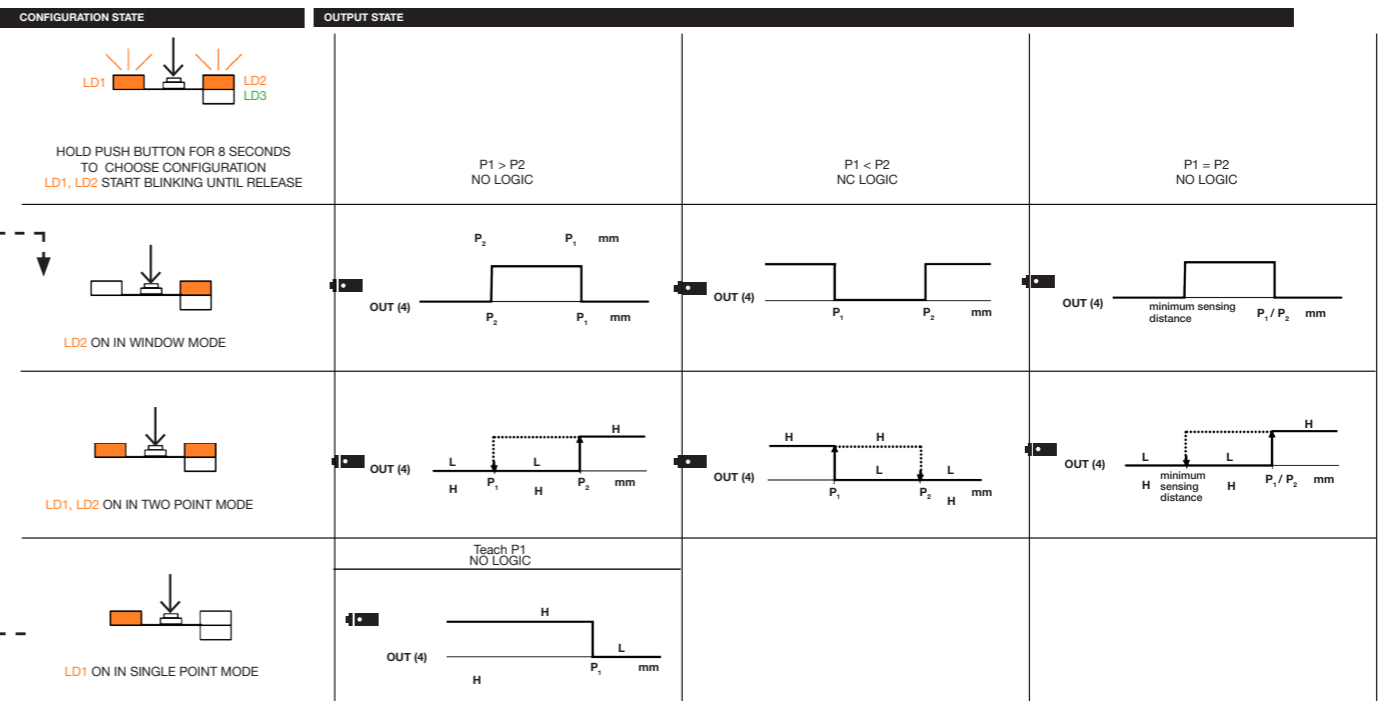 CONFIGURATION STATE
OUTPUT STATE
LD1
LD2
LD3
HOLD PUSH BUTTON FOR 8 SECONDS
TO CHOOSE CONFIGURATION
LD1, LD2 START BLINKING UNTIL RELEASE
P1 > P2
NO LOGIC
P1 < P2
NC LOGIC
P1 = P2
NO LOGIC
LD2 ON IN WINDOW MODE
P₂ P₁ mm
OUT (4)
P₂ P₁ mm
OUT (4)
P₁ P₂ mm
OUT (4)
minimum sensing
distance
P₁ / P₂ mm
LD1, LD2 ON IN TWO POINT MODE
H
OUT (4)
L L
H P₁ H P₂ mm
H H
OUT (4)
L L
P₁ P₂ H mm
H
OUT (4)
L L
H minimum
sensing
distance
H P₁ / P₂ mm
LD1 ON IN SINGLE POINT MODE
Teach P1
NO LOGIC
H
OUT (4)
L
P₁ mm
H